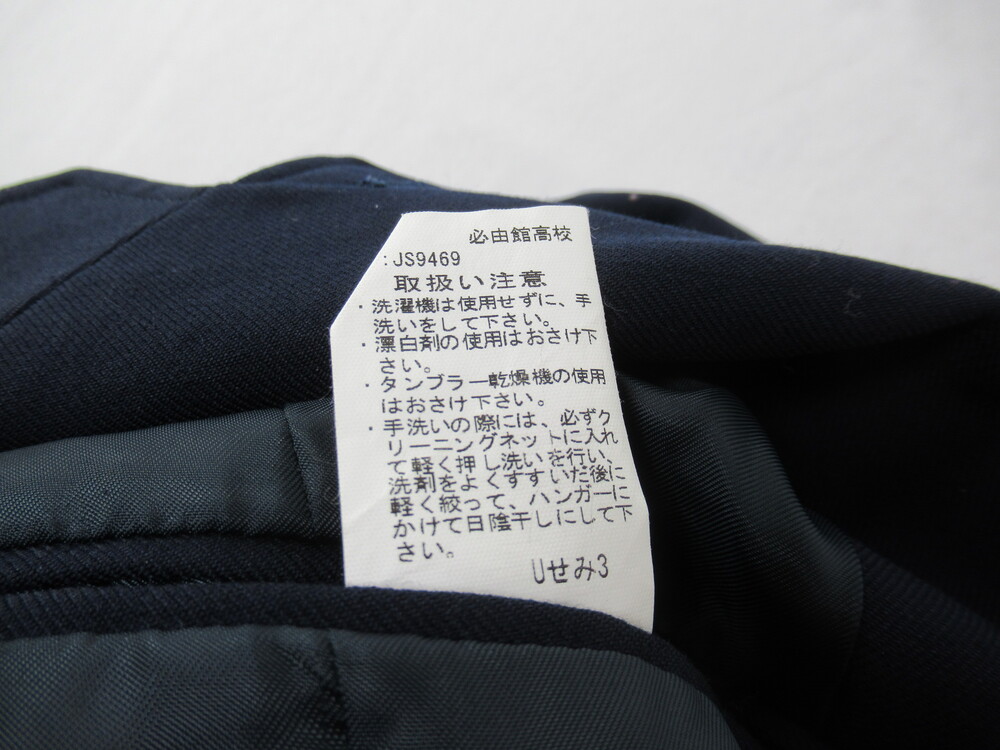 必由館高校
:JS9469
取扱い注意
・洗濯機は使用せずに、手
洗いをして下さい。
・漂白剤の使用はおさけ下
さい。
・タンブラー乾燥機の使用
はおさけ下さい。
・手洗いの際には、必ずク
リーニングネットに入れ
て軽く押し洗いを行い、
洗剤をよくすすいだ後に
軽く絞って、ハンガーに
かけて日陰干しにして下
さい。
Uせみ3